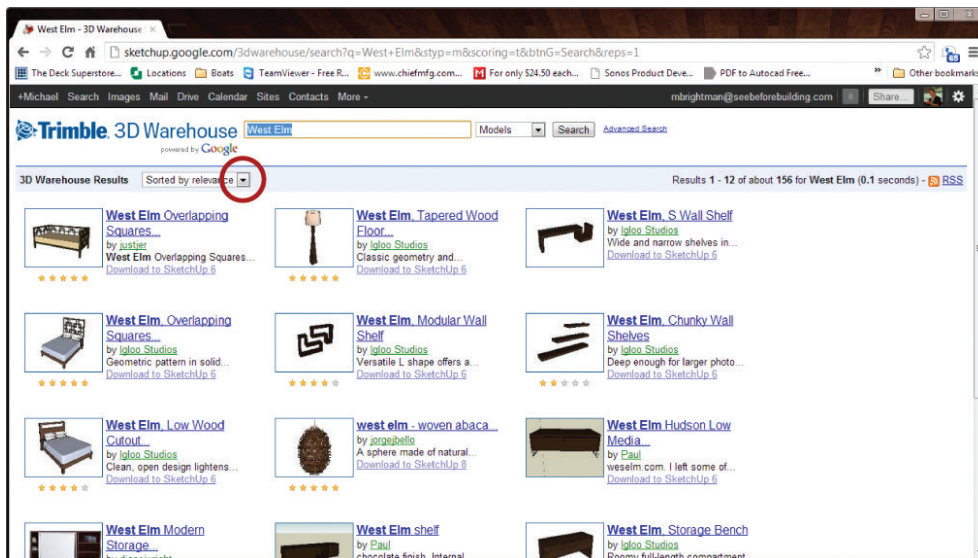 West Elm - 3D Warehouse
sketchup.google.com/3dwarehouse/search?q=West+Elm&styp=m&scoring=t&btnG=Search&reps=1
The Deck Superstore... Locations Boats TeamViewer - Free R... www.chiefmfg.com... For only $24.50 each... Sonos Product Deve... PDF to Autocad Free... » Other bookmarks
+Michael Search Images Mail Drive Calendar Sites Contacts More - mbrightman@seebeforebuilding.com Share...
Trimble. 3D Warehouse West Elm Models Search Advanced Search
powered by Google
3D Warehouse Results Sorted by relevance Results 1 - 12 of about 156 for West Elm (0.1 seconds) - RSS
West Elm Overlapping
Squares...
by justjer
West Elm Overlapping Squares...
Download to SketchUp 6
West Elm, Tapered Wood
Floor...
by Igloo Studios
Classic geometry and...
Download to SketchUp 6
West Elm, S Wall Shelf
by Igloo Studios
Wide and narrow shelves in...
Download to SketchUp 6
West Elm, Overlapping
Squares...
by Igloo Studios
Geometric pattern in solid...
Download to SketchUp 6
West Elm, Modular Wall
Shelf
by Igloo Studios
Versatile L shape offers a...
Download to SketchUp 6
West Elm, Chunky Wall
Shelves
by Igloo Studios
Deep enough for larger photo...
Download to SketchUp 6
West Elm, Low Wood
Cutout...
by Igloo Studios
Clean, open design lightens...
Download to SketchUp 6
west elm - woven abaca...
by jorgejbello
A sphere made of natural...
Download to SketchUp 8
West Elm Hudson Low
Media...
by Paul
weselm.com. I left some of...
Download to SketchUp 6
West Elm Modern
Storage...
West Elm shelf
by Paul
chocolate finish. Internal
West Elm, Storage Bench
by Igloo Studios
Roomy full-length compartment